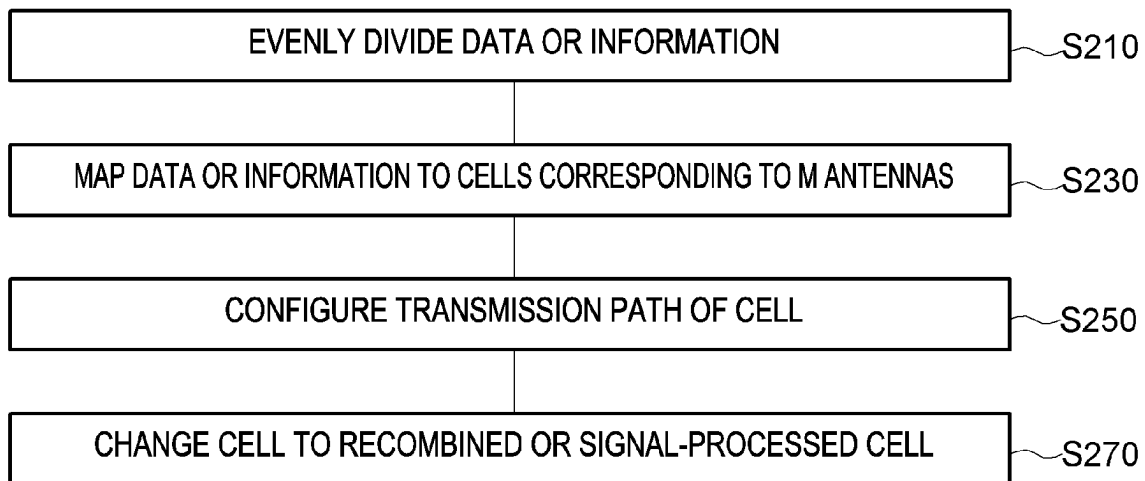 EVENLY DIVIDE DATA OR INFORMATION
S210
MAP DATA OR INFORMATION TO CELLS CORRESPONDING TO M ANTENNAS
S230
CONFIGURE TRANSMISSION PATH OF CELL
S250
CHANGE CELL TO RECOMBINED OR SIGNAL-PROCESSED CELL
S270